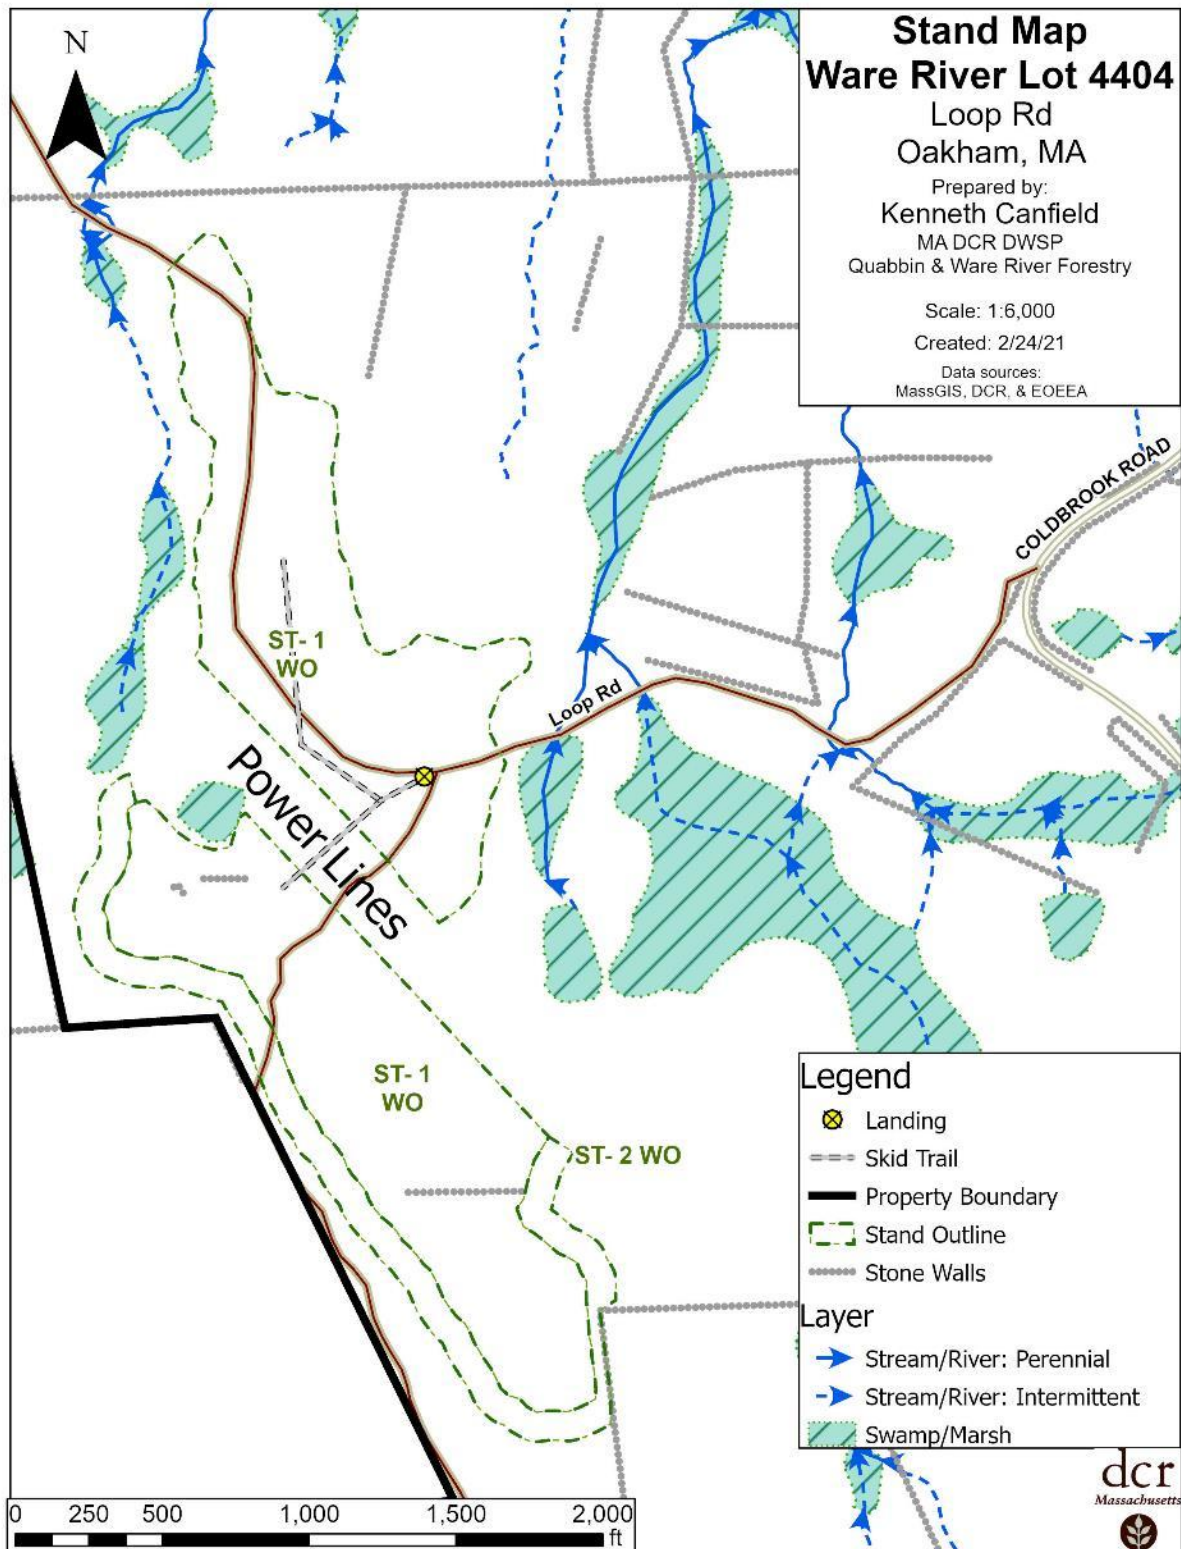 N
Stand Map
Ware River Lot 4404
Loop Rd
Oakham, MA
Prepared by:
Kenneth Canfield
MA DCR DWSP
Quabbin & Ware River Forestry
Scale: 1:6,000
Created: 2/24/21
Data sources:
MassGIS, DCR, & EOEEA
COLDBROOK ROAD
ST- 1
WO
Loop Rd
Power Lines
ST- 1
WO
ST- 2 WO
Legend
Landing
Skid Trail
Property Boundary
Stand Outline
Stone Walls
Layer
Stream/River: Perennial
Stream/River: Intermittent
Swamp/Marsh
dcr
Massachusetts
0 250 500 1,000 1,500 2,000
ft